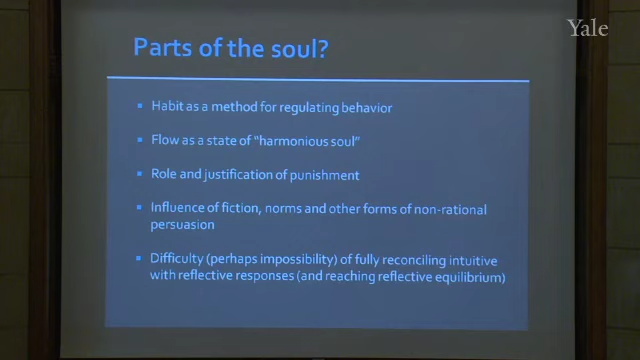 Yale
Parts of the soul?
Habit as a method for regulating behavior
Flow as a state of "harmonious soul"
Role and justification of punishment
Influence of fiction, norms and other forms of non-rational
persuasion
Difficulty (perhaps impossibility) of fully reconciling intuitive
with reflective responses (and reaching reflective equilibrium)